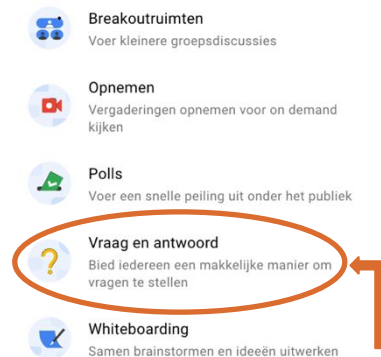 Breakoutruimten
Voer kleinere groepsdiscussies
Opnemen
Vergaderingen opnemen voor on demand
kijken
Polls
Voer een snelle peiling uit onder het publiek
Vraag en antwoord
Bied iedereen een makkelijke manier om
vragen te stellen
Whiteboarding
Samen brainstormen en ideeën uitwerken